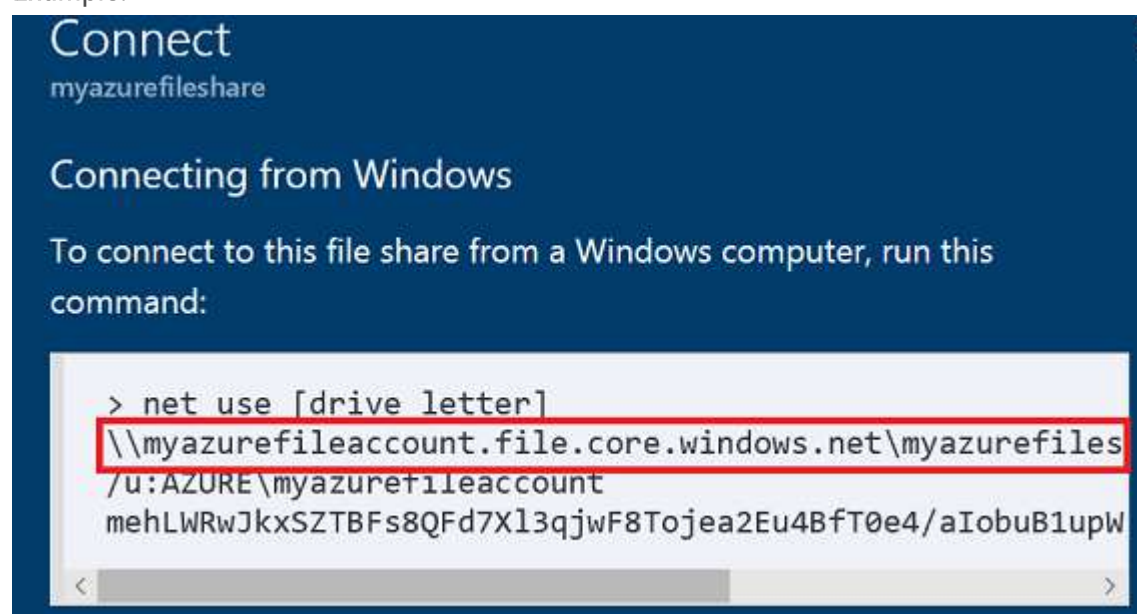 Example:
Connect
myazurefileshare
Connecting from Windows
To connect to this file share from a Windows computer, run this
command:
> net use [drive letter]
\\myazurefileaccount.file.core.windows.net\myazurefiles
/u:AZURE\myazurefileaccount
mehLWRwJkxSZTBFs8QFd7Xl3qjwF8Tojea2Eu4BfT0e4/aIobuB1upW